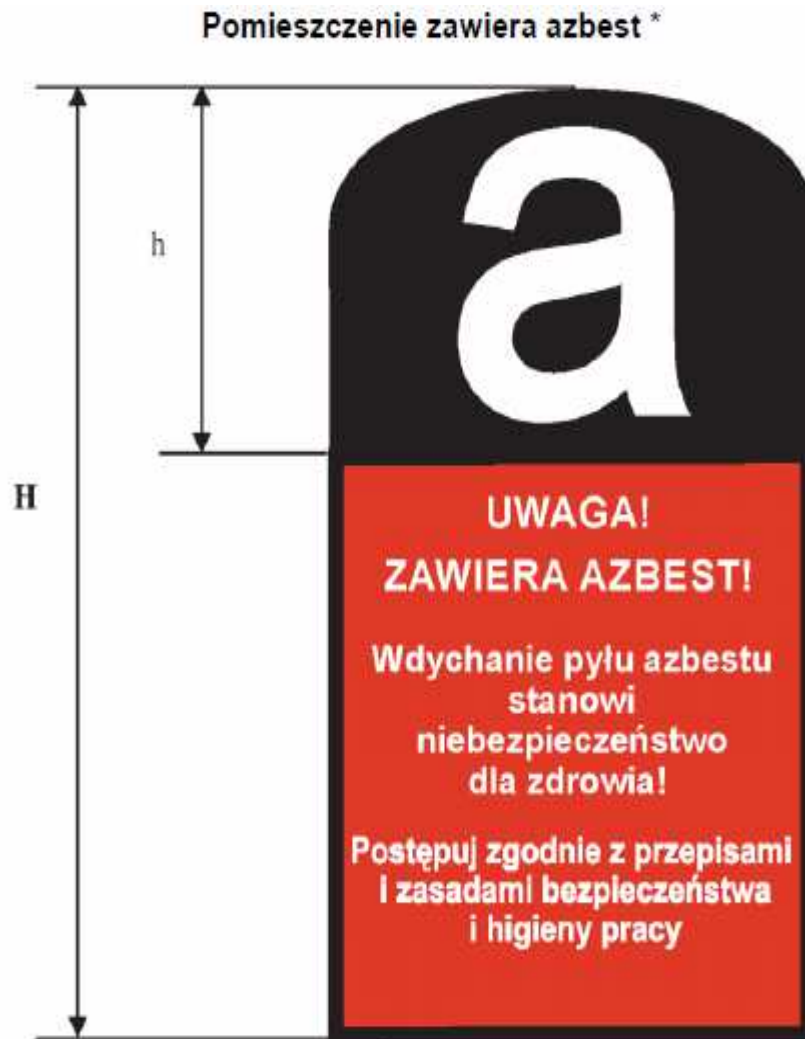 Pomieszczenie zawiera azbest *
h
H
a
UWAGA!
ZAWIERA AZBEST!
Wdychanie pyłu azbestu
stanowi
niebezpieczeństwo
dla zdrowia!
Postępuj zgodnie z przepisami
i zasadami bezpieczeństwa
i higieny pracy